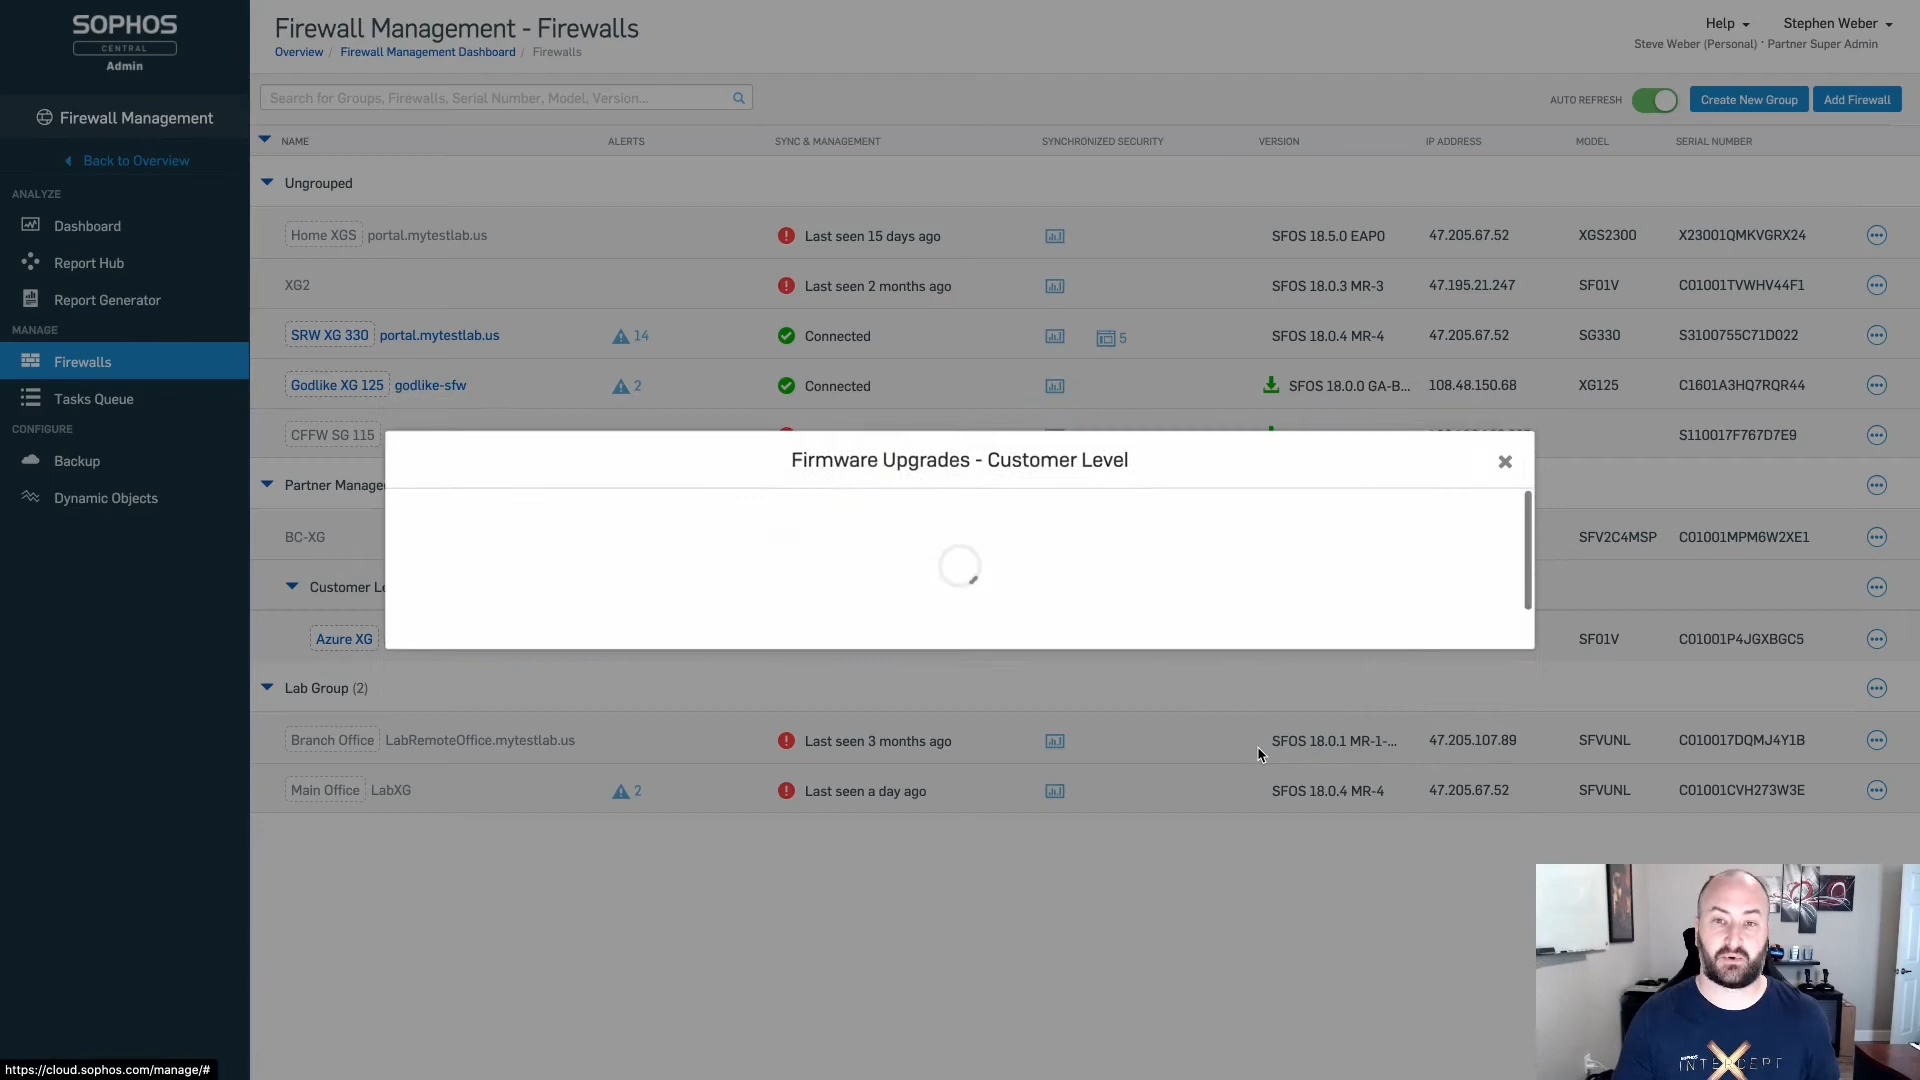 SOPHOS
CENTRAL
Admin
Firewall Management
Back to Overview
ANALYZE
Dashboard
Report Hub
Report Generator
MANAGE
Firewalls
Tasks Queue
CONFIGURE
Backup
Dynamic Objects
Firewall Management - Firewalls
Overview / Firewall Management Dashboard / Firewalls
Help
Stephen Weber
Steve Weber (Personal) · Partner Super Admin
Search for Groups, Firewalls, Serial Number, Model, Version...
AUTO REFRESH
Create New Group
Add Firewall
NAME ALERTS SYNC & MANAGEMENT SYNCHRONIZED SECURITY VERSION IP ADDRESS MODEL SERIAL NUMBER
Ungrouped
Home XGS portal.mytestlab.us Last seen 15 days ago SFOS 18.5.0 EAP0 47.205.67.52 XGS2300 X23001QMKVGRX24
XG2 Last seen 2 months ago SFOS 18.0.3 MR-3 47.195.21.247 SF01V C01001TVWHV44F1
SRW XG 330 portal.mytestlab.us 14 Connected 5 SFOS 18.0.4 MR-4 47.205.67.52 SG330 S3100755C71D022
Godlike XG 125 godlike-sfw 2 Connected SFOS 18.0.0 GA-B... 108.48.150.68 XG125 C1601A3HQ7RQR44
CFFW SG 115 S110017F767D7E9
Firmware Upgrades - Customer Level
Partner Manage
BC-XG SFV2C4MSP C01001MPM6W2XE1
Customer Le
Azure XG SF01V C01001P4JGXBGC5
Lab Group (2)
Branch Office LabRemoteOffice.mytestlab.us Last seen 3 months ago SFOS 18.0.1 MR-1-... 47.205.107.89 SFVUNL C010017DQMJ4Y1B
Main Office LabXG 2 Last seen a day ago SFOS 18.0.4 MR-4 47.205.67.52 SFVUNL C01001CVH273W3E
SOPHOS
INTERCEPT
https://cloud.sophos.com/manage/#